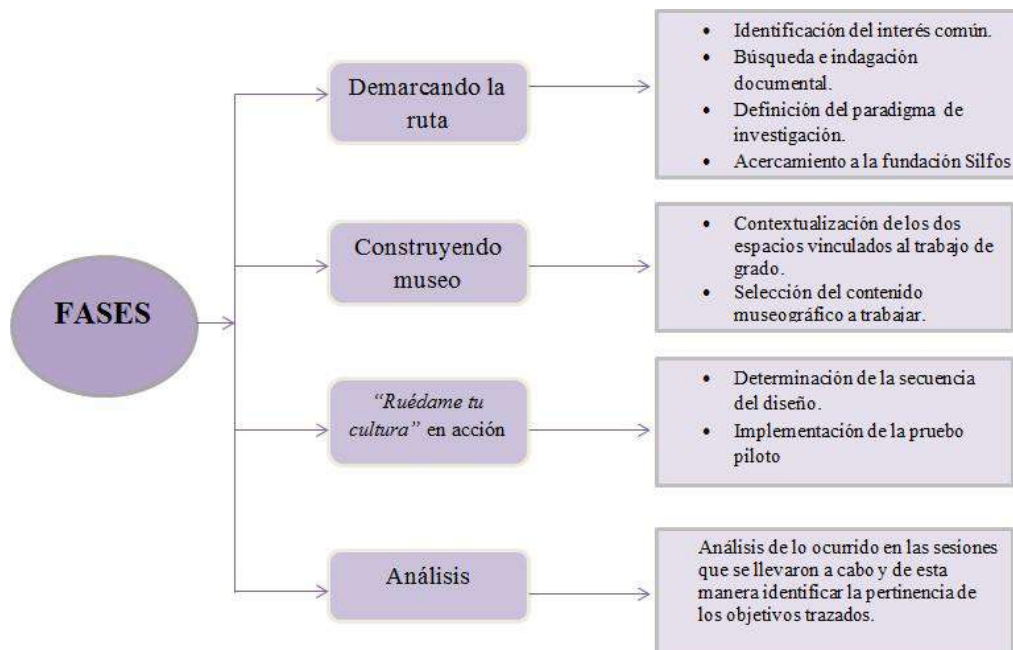 FASES
Demarcando la
ruta
• Identificación del interés común.
• Búsqueda e indagación
documental.
• Definición del paradigma de
investigación.
• Acercamiento a la fundación Silfos
Construyendo
museo
• Contextualización de los dos
espacios vinculados al trabajo de
grado.
• Selección del contenido
museográfico a trabajar.
“Ruédame tu
cultura” en acción
• Determinación de la secuencia
del diseño.
• Implementación de la pruebo
piloto
Análisis
Análisis de lo ocurrido en las sesiones
que se llevaron a cabo y de esta
manera identificar la pertinencia de
los objetivos trazados.